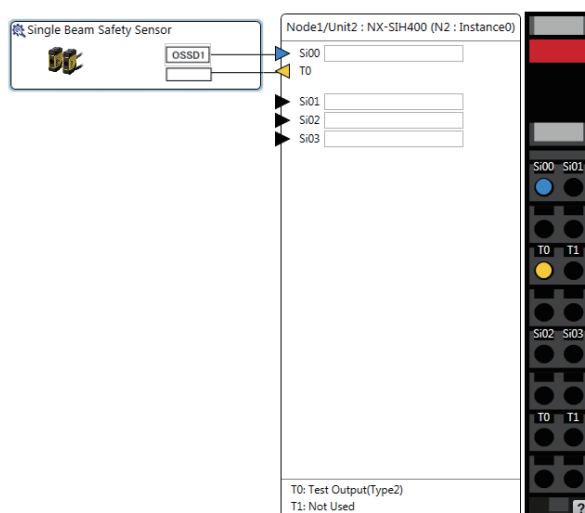 Single Beam Safety Sensor
OSSD1
Node1/Unit2 : NX-SIH400 (N2 : Instance0)
Si00
T0
Si01
Si02
Si03
T0: Test Output(Type2)
T1: Not Used
Si00 Si01
T0 T1
Si02 Si03
T0 T1
?